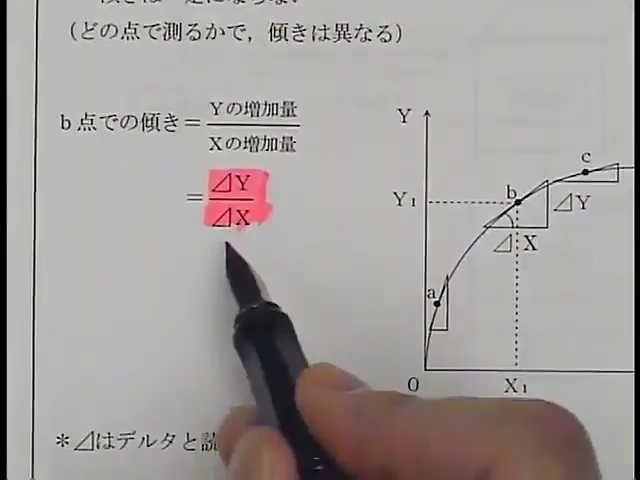 (どの点で測るかで，傾きは異なる)
b点での傾き＝Yの増加量
Xの増加量
＝⊿Y
⊿X
Y
c
b
Y₁
⊿Y
⊿X
a
O
X₁
＊⊿はデルタと読